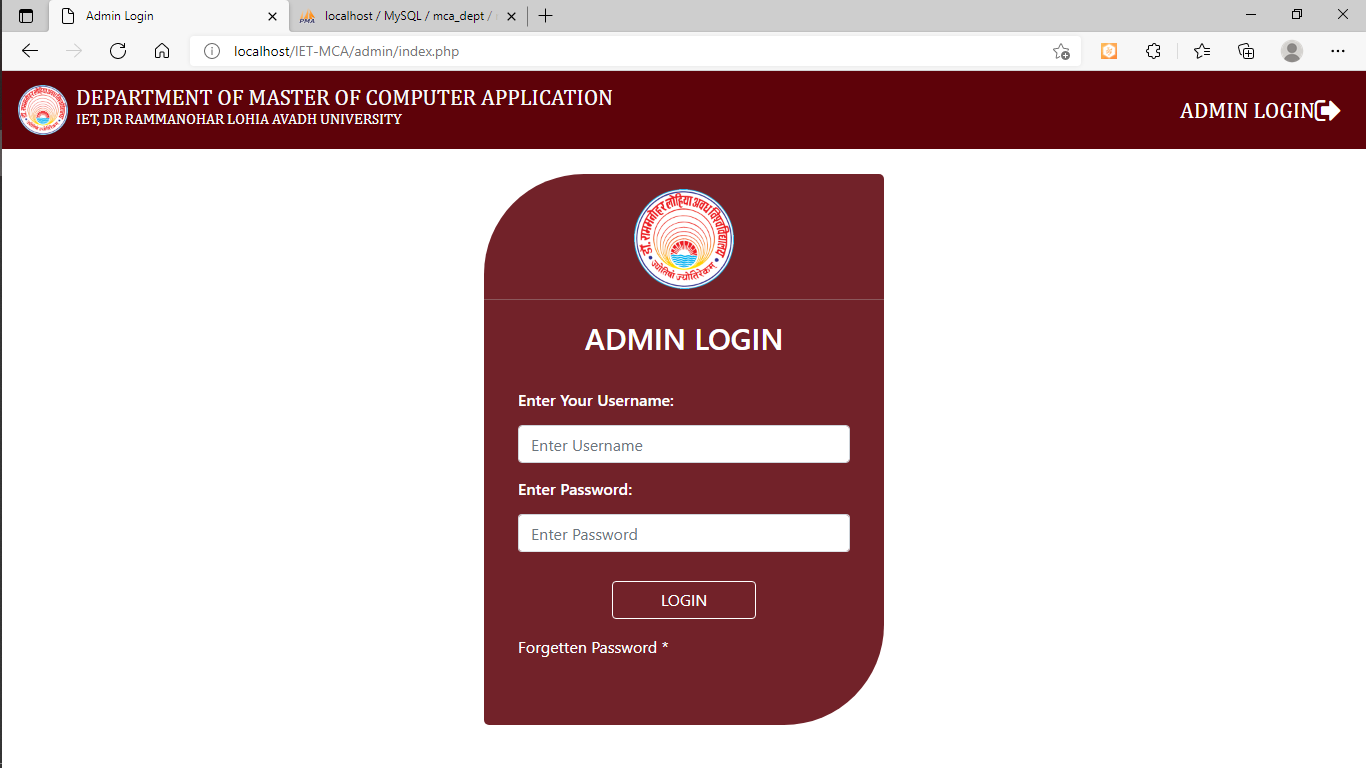 Admin Login
localhost / MySQL / mca_dept /
localhost/IET-MCA/admin/index.php
DEPARTMENT OF MASTER OF COMPUTER APPLICATION
IET, DR RAMMANOHAR LOHIA AVADH UNIVERSITY
ADMIN LOGIN
डॉ. राममनोहर लोहिया अवध विश्वविद्यालय
ज्योतिषां ज्योतिरेकम्
ADMIN LOGIN
Enter Your Username:
Enter Username
Enter Password:
Enter Password
LOGIN
Forgetten Password *